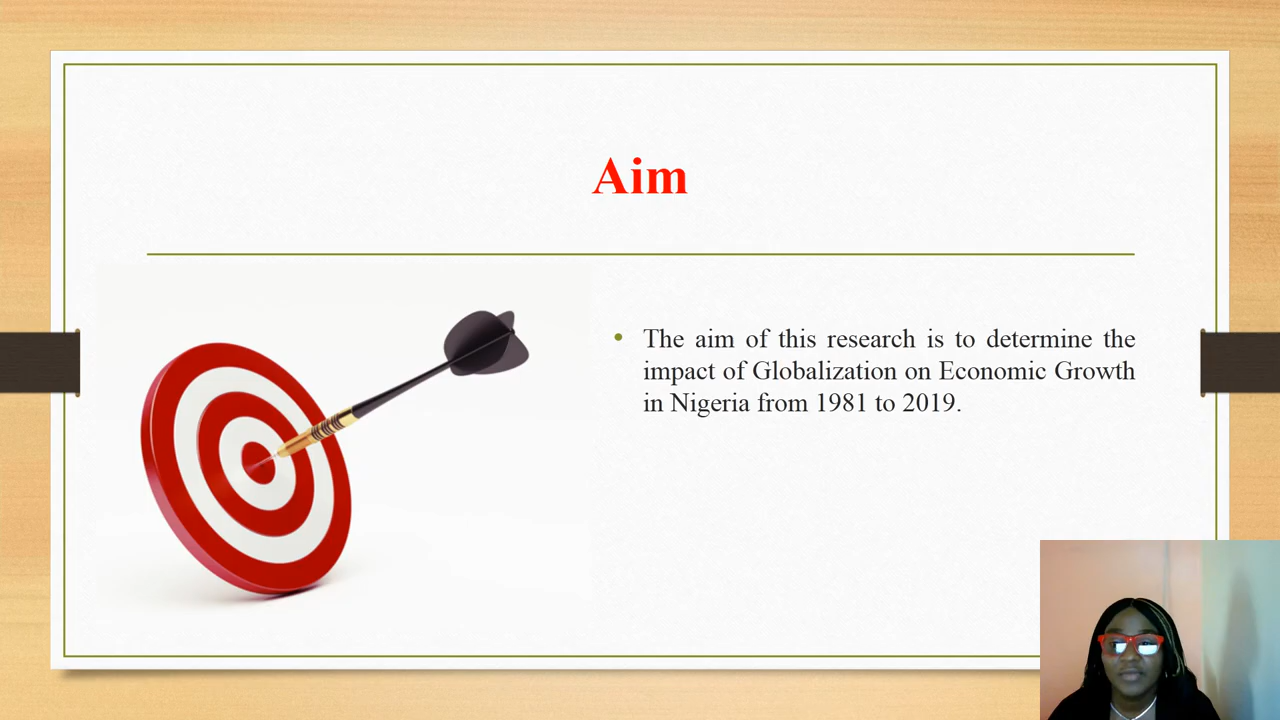 Aim
• The aim of this research is to determine the
impact of Globalization on Economic Growth
in Nigeria from 1981 to 2019.